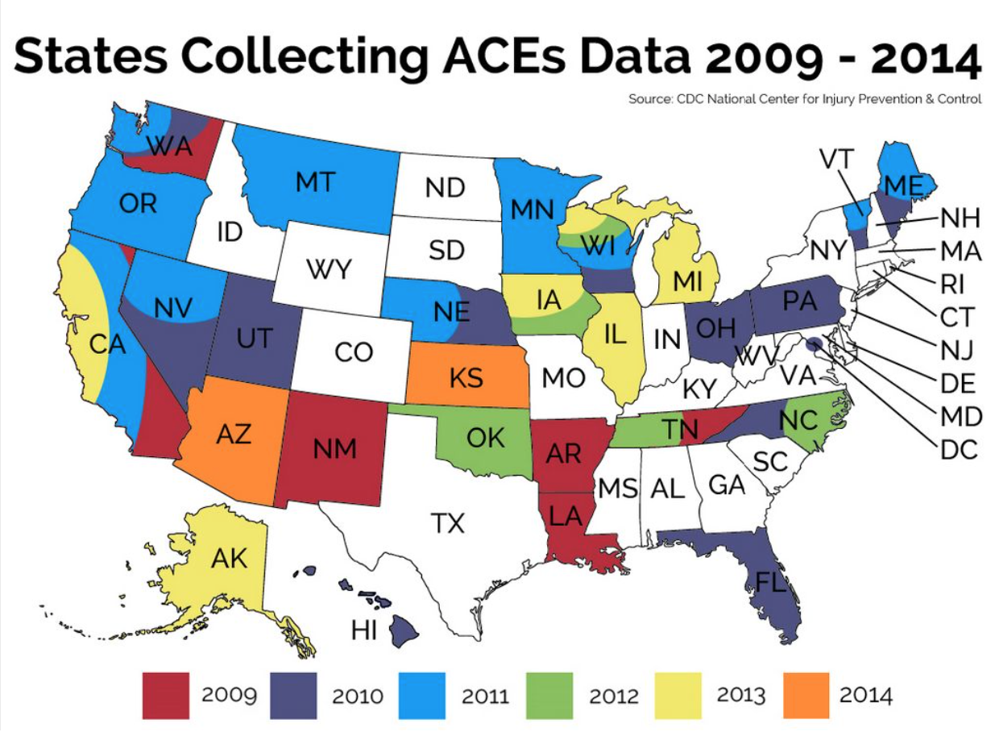 States Collecting ACEs Data 2009 - 2014
Source: CDC National Center for Injury Prevention & Control
WA
MT
ND
MN
VT
ME
OR
ID
SD
WI
NH
WY
NY
MA
MI
RI
NV
NE
IA
PA
CT
CA
UT
CO
IL
IN
OH
NJ
KS
MO
WV
VA
DE
KY
MD
AZ
NM
OK
TN
NC
DC
AR
SC
MS
AL
GA
TX
LA
AK
FL
HI
2009
2010
2011
2012
2013
2014